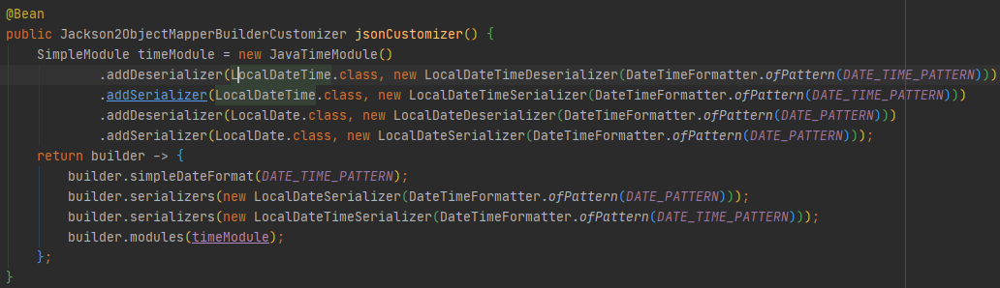 @Bean
public Jackson2ObjectMapperBuilderCustomizer jsonCustomizer() {
    SimpleModule timeModule = new JavaTimeModule()
            .addDeserializer(LocalDateTime.class, new LocalDateTimeDeserializer(DateTimeFormatter.ofPattern(DATE_TIME_PATTERN)))
            .addSerializer(LocalDateTime.class, new LocalDateTimeSerializer(DateTimeFormatter.ofPattern(DATE_TIME_PATTERN)))
            .addDeserializer(LocalDate.class, new LocalDateDeserializer(DateTimeFormatter.ofPattern(DATE_PATTERN)))
            .addSerializer(LocalDate.class, new LocalDateSerializer(DateTimeFormatter.ofPattern(DATE_PATTERN)));
    return builder -> {
        builder.simpleDateFormat(DATE_TIME_PATTERN);
        builder.serializers(new LocalDateSerializer(DateTimeFormatter.ofPattern(DATE_PATTERN)));
        builder.serializers(new LocalDateTimeSerializer(DateTimeFormatter.ofPattern(DATE_TIME_PATTERN)));
        builder.modules(timeModule);
    };
}